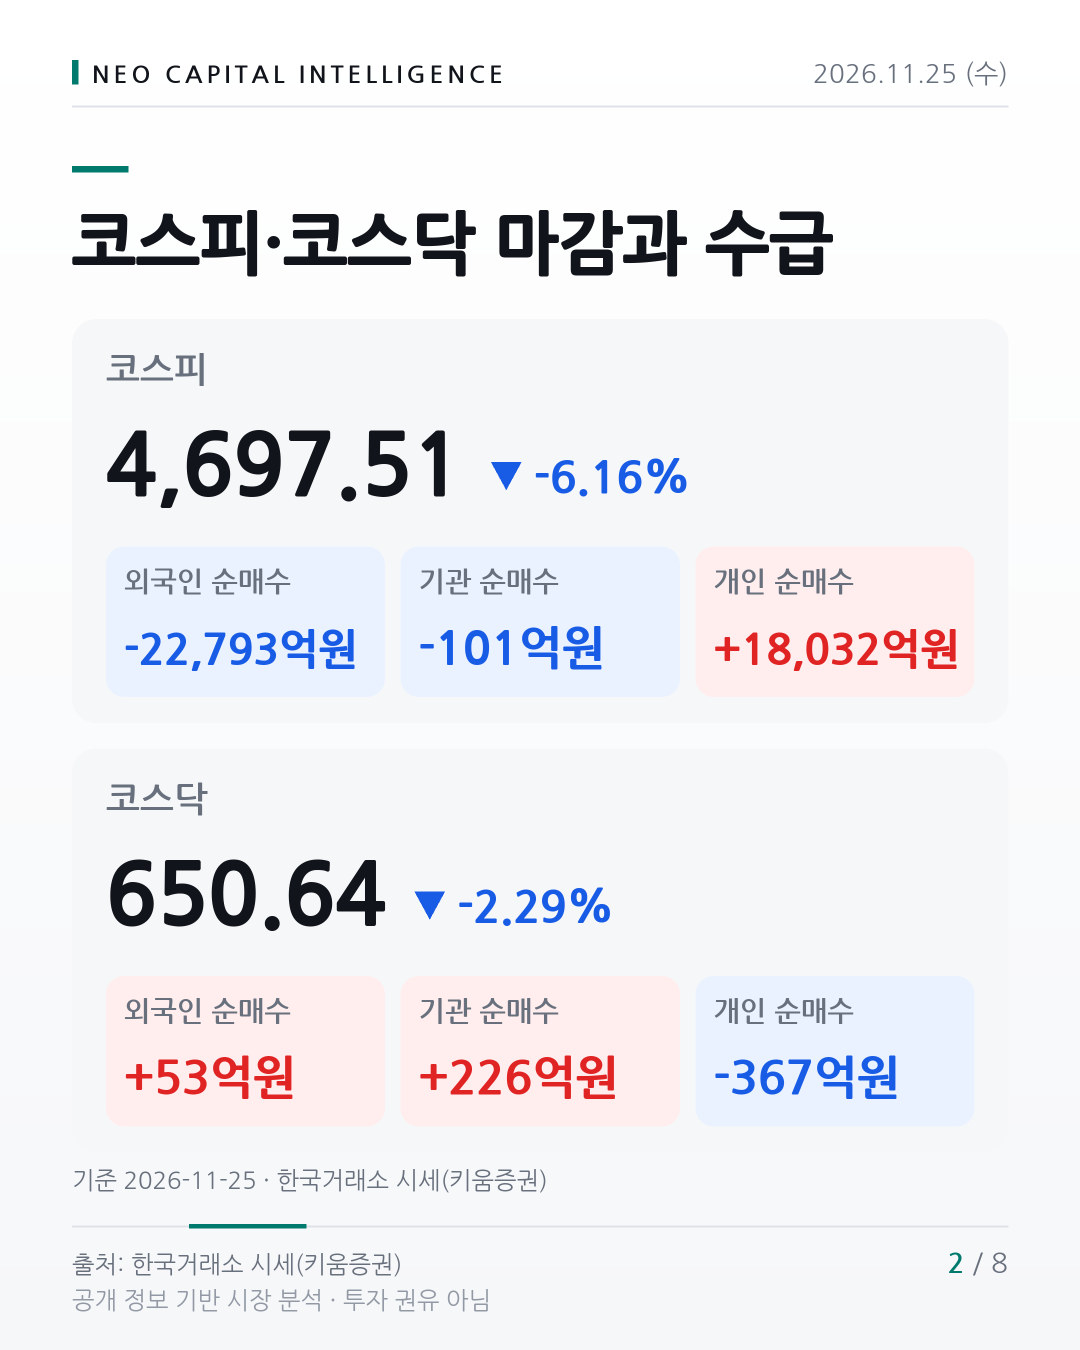 NEO CAPITAL INTELLIGENCE
2026.11.25 (수)
코스피·코스닥 마감과 수급
코스피
4,697.51 ▼ -6.16%
외국인 순매수 기관 순매수 개인 순매수
-22,793억원 -101억원 +18,032억원
코스닥
650.64 ▼ -2.29%
외국인 순매수 기관 순매수 개인 순매수
+53억원 +226억원 -367억원
기준 2026-11-25 · 한국거래소 시세(키움증권)
출처: 한국거래소 시세(키움증권)
2 / 8
공개 정보 기반 시장 분석 · 투자 권유 아님